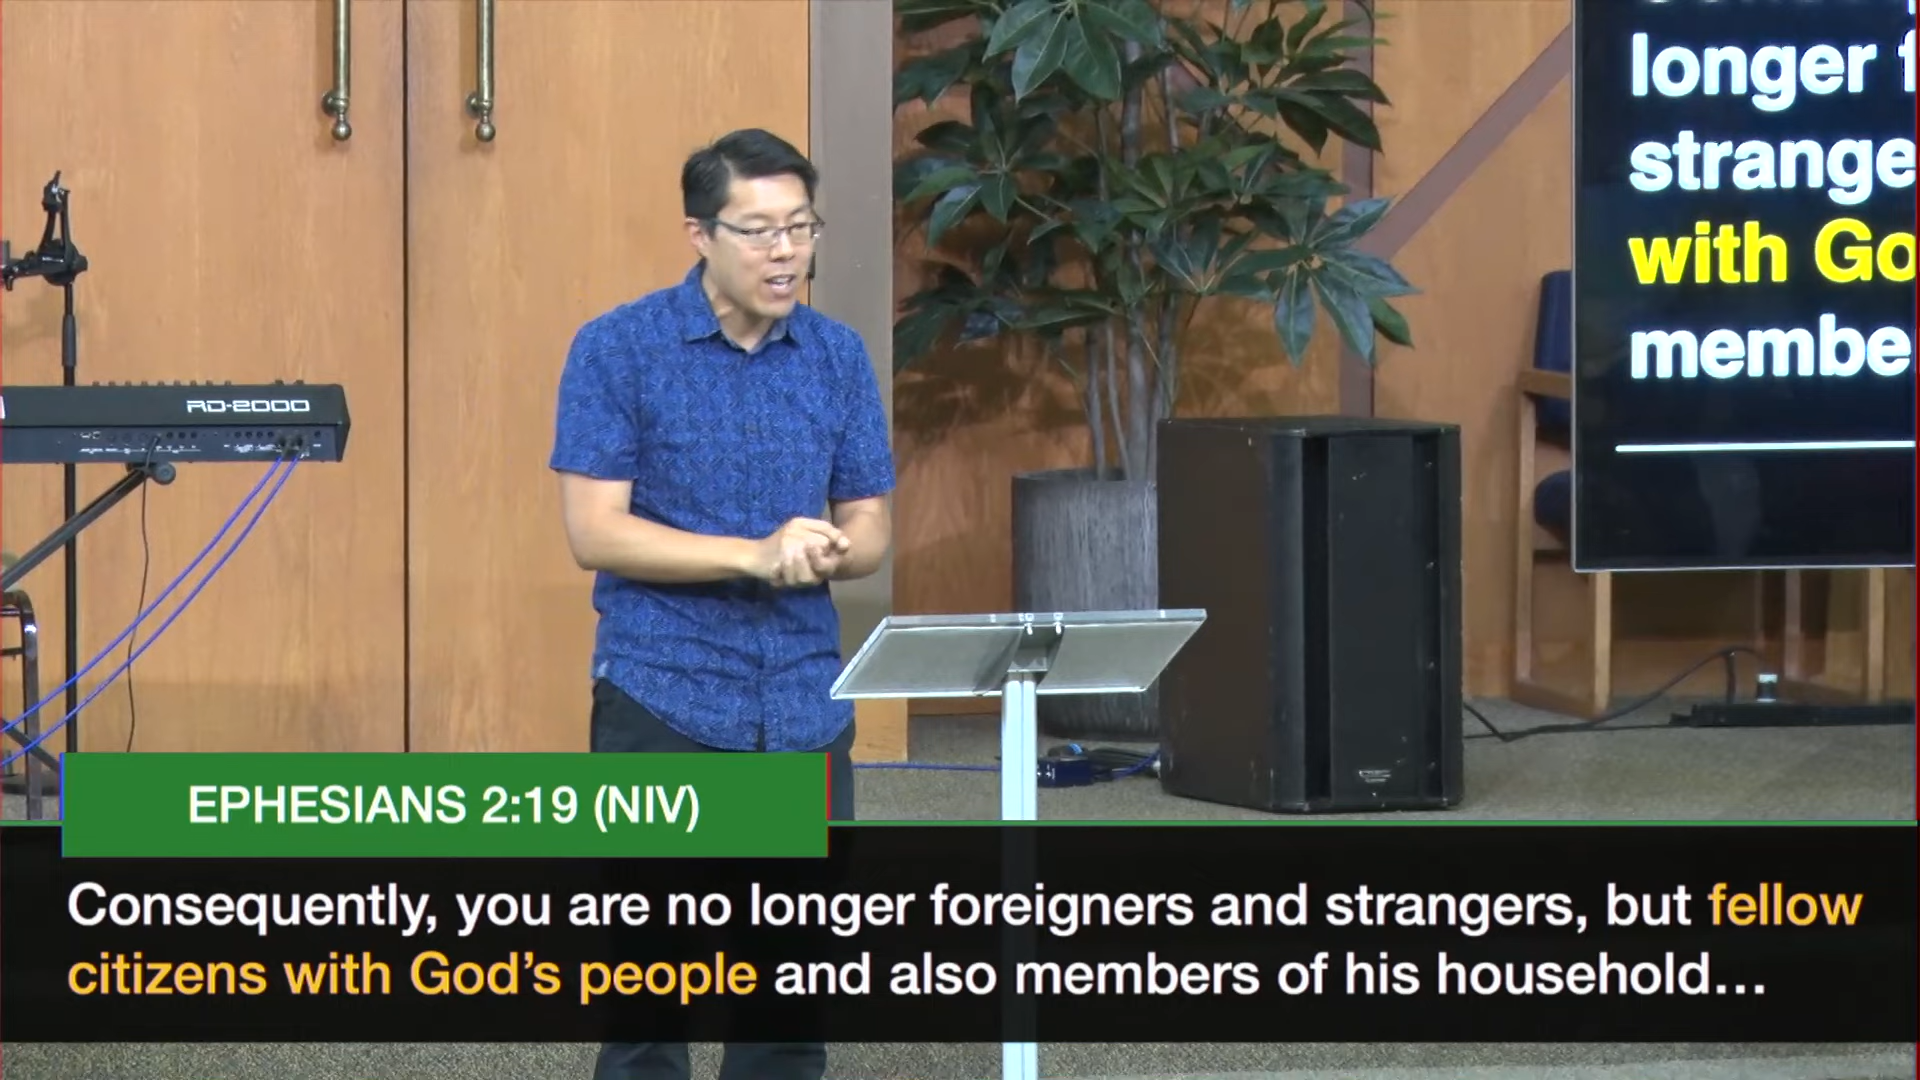 longer
strange
with Go
membe
RD-2000
EPHESIANS 2:19 (NIV)
Consequently, you are no longer foreigners and strangers, but fellow
citizens with God's people and also members of his household…